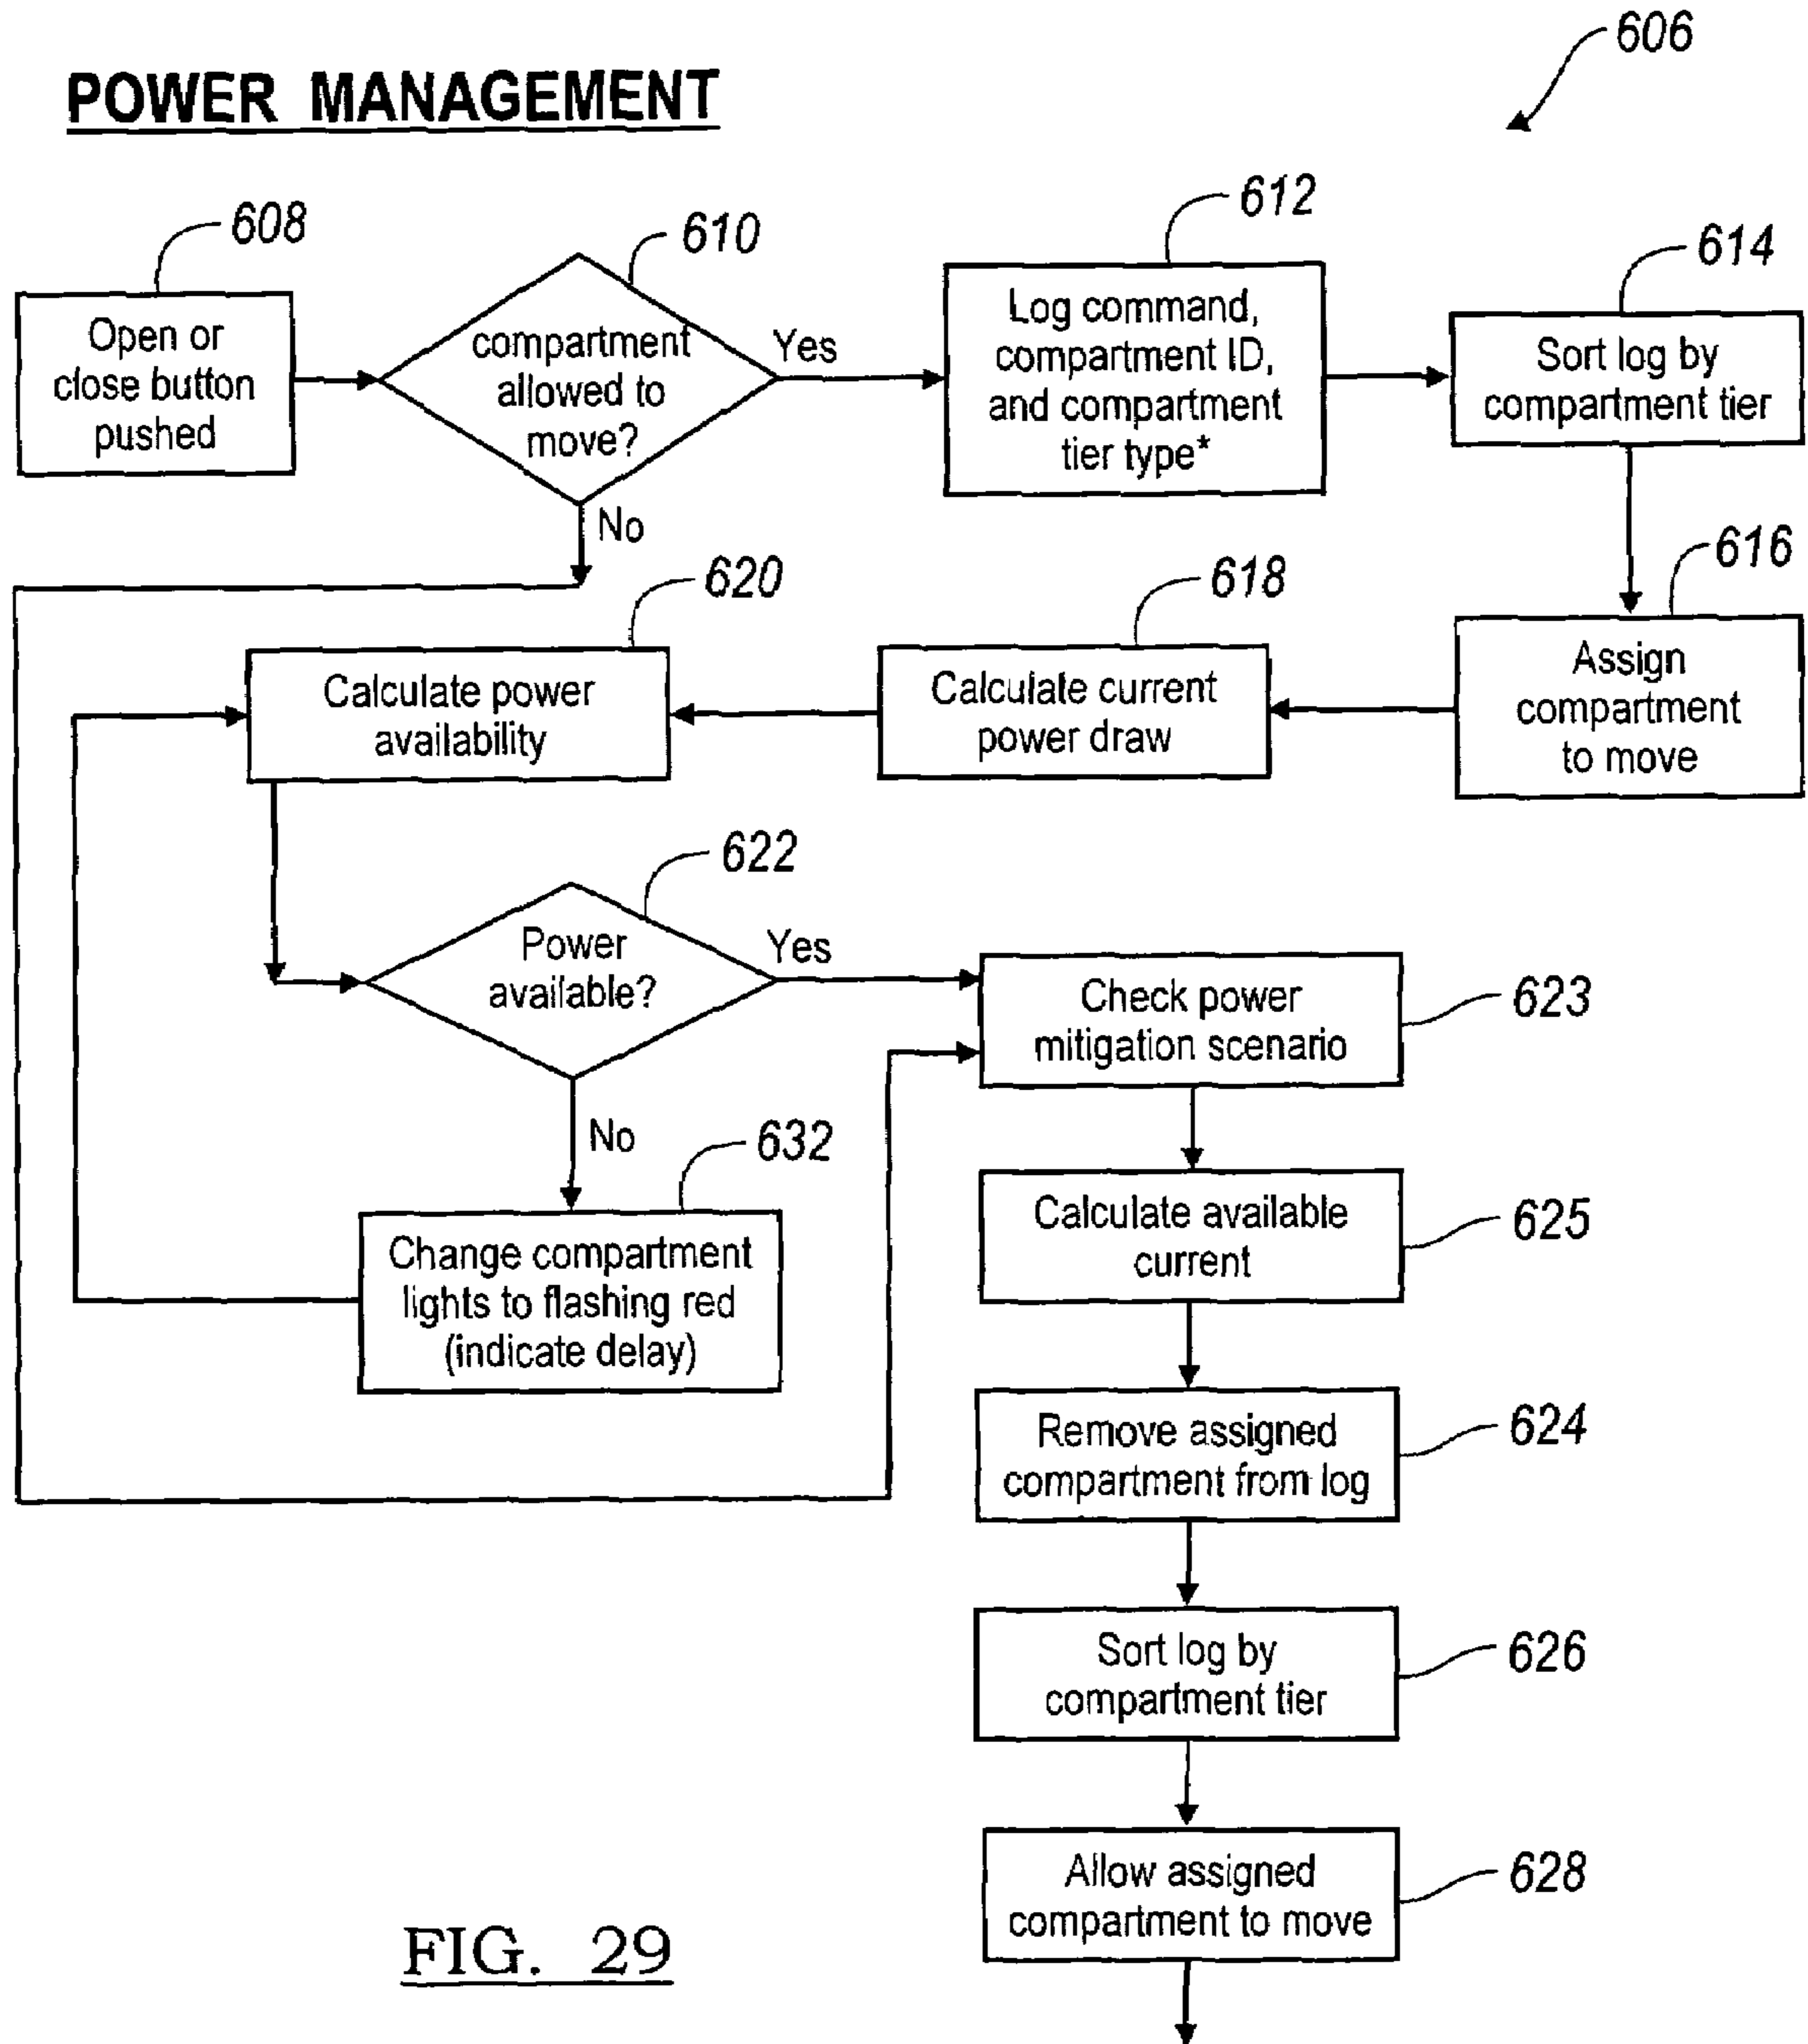 606
POWER MANAGEMENT
608
610
612
614
Open or
close button
pushed
compartment
allowed to
move?
Yes
No
Log command,
compartment ID,
and compartment
tier type*
Sort log by
compartment tier
616
618
620
Assign
compartment
to move
Calculate current
power draw
Calculate power
availability
622
Power
available?
Yes
No
Check power
mitigation scenario
623
632
Change compartment
lights to flashing red
(indicate delay)
Calculate available
current
625
Remove assigned
compartment from log
624
Sort log by
compartment tier
626
Allow assigned
compartment to move
628
FIG. 29